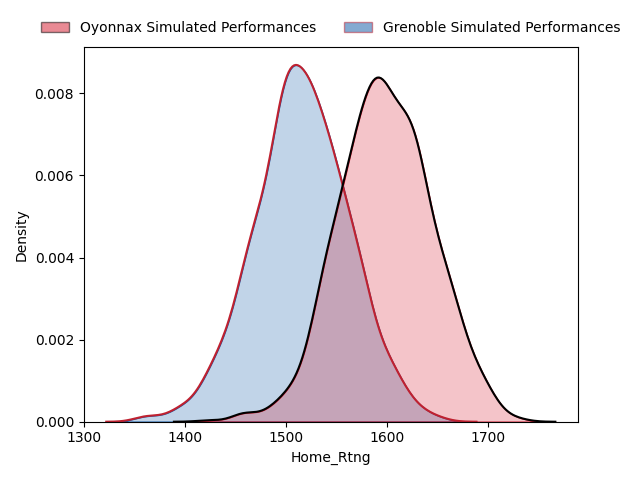 Oyonnax Simulated Performances
Grenoble Simulated Performances
0.008
0.006
0.004
0.002
0.000
Density
1300
1400
1500
1600
1700
Home_Rtng